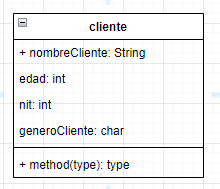 cliente
+ nombreCliente: String
edad: int
nit: int
generoCliente: char
+ method(type): type